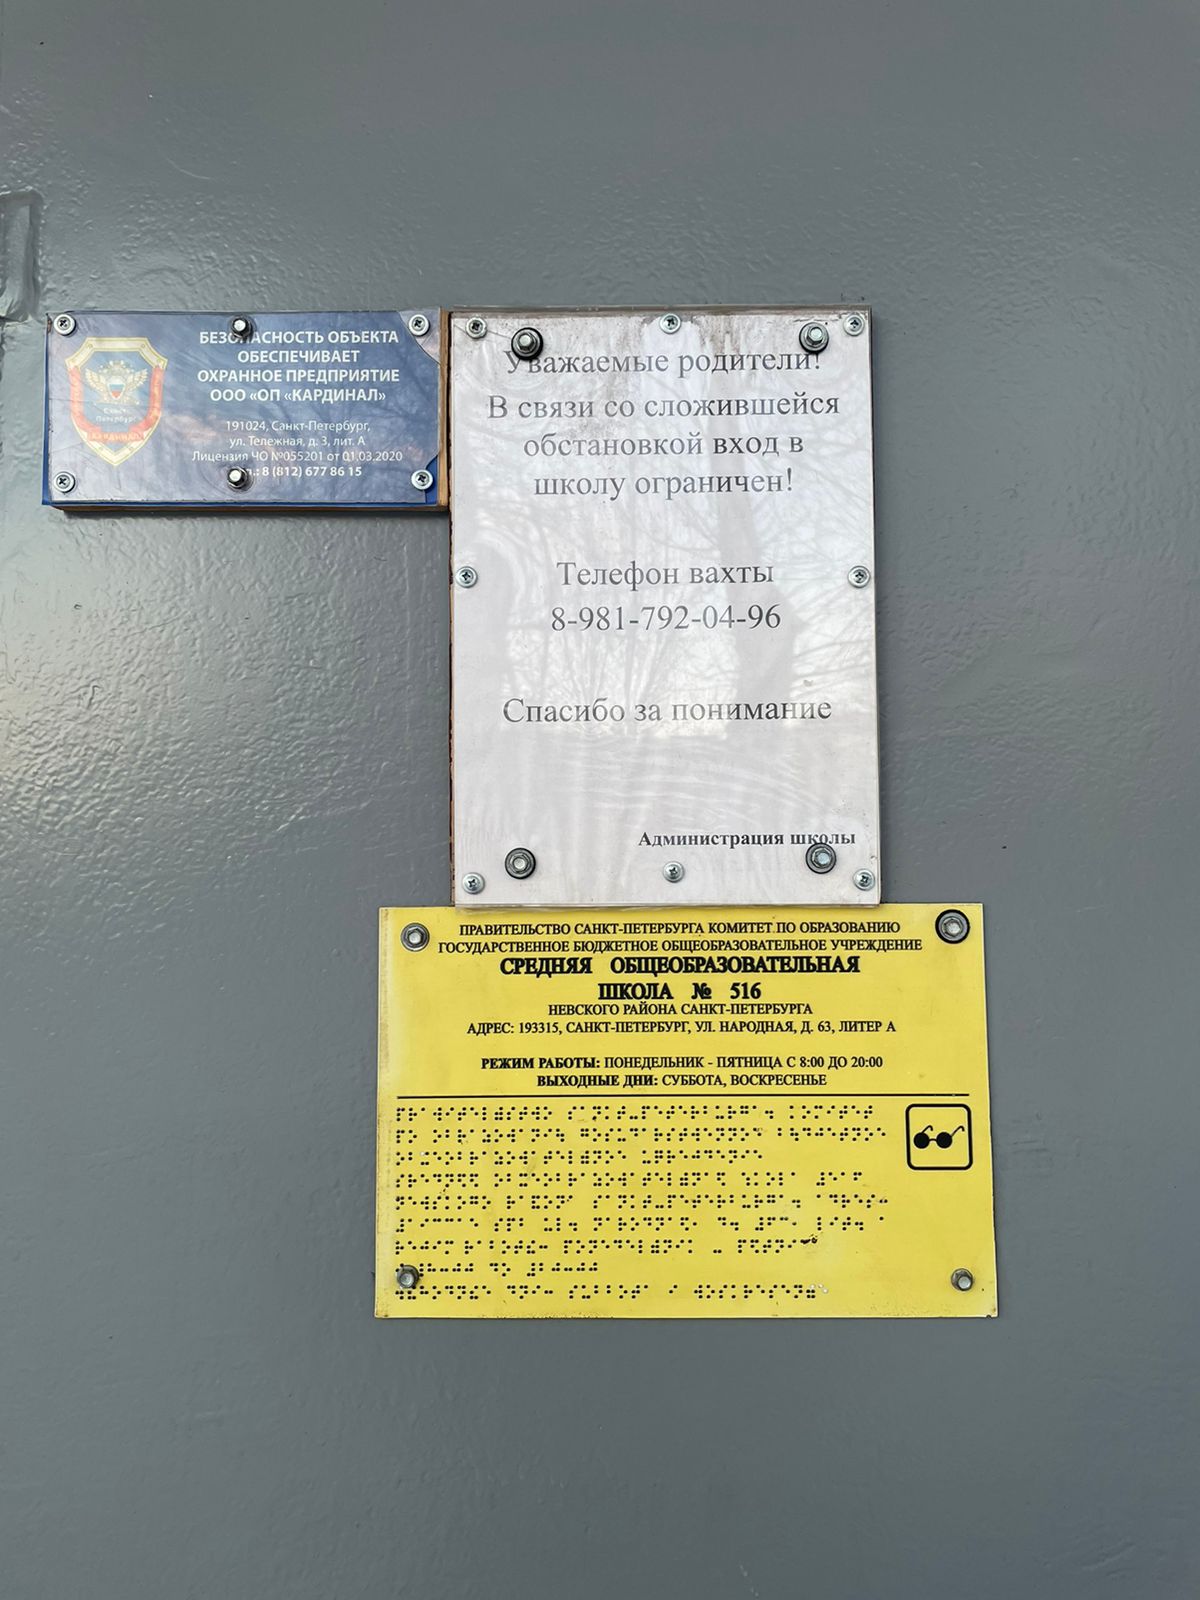 БЕЗОПАСНОСТЬ ОБЪЕКТА
ОБЕСПЕЧИВАЕТ
ОХРАННОЕ ПРЕДПРИЯТИЕ
ООО «ОП «КАРДИНАЛ»
Санкт-
Петербург
КАРДИНАЛ
191024, Санкт-Петербург,
ул. Тележная, д. 3, лит. А
Лицензия ЧО №055201 от 01.03.2020
8 (812) 677 86 15
Уважаемые родители!
В связи со сложившейся
обстановкой вход в
школу ограничен!
Телефон вахты
8-981-792-04-96
Спасибо за понимание
Администрация школы
ПРАВИТЕЛЬСТВО САНКТ-ПЕТЕРБУРГА КОМИТЕТ ПО ОБРАЗОВАНИЮ
ГОСУДАРСТВЕННОЕ БЮДЖЕТНОЕ ОБЩЕОБРАЗОВАТЕЛЬНОЕ УЧРЕЖДЕНИЕ
СРЕДНЯЯ ОБЩЕОБРАЗОВАТЕЛЬНАЯ
ШКОЛА № 516
НЕВСКОГО РАЙОНА САНКТ-ПЕТЕРБУРГА
АДРЕС: 193315, САНКТ-ПЕТЕРБУРГ, УЛ. НАРОДНАЯ, Д. 63, ЛИТЕР А
РЕЖИМ РАБОТЫ: ПОНЕДЕЛЬНИК - ПЯТНИЦА С 8:00 ДО 20:00
ВЫХОДНЫЕ ДНИ: СУББОТА, ВОСКРЕСЕНЬЕ